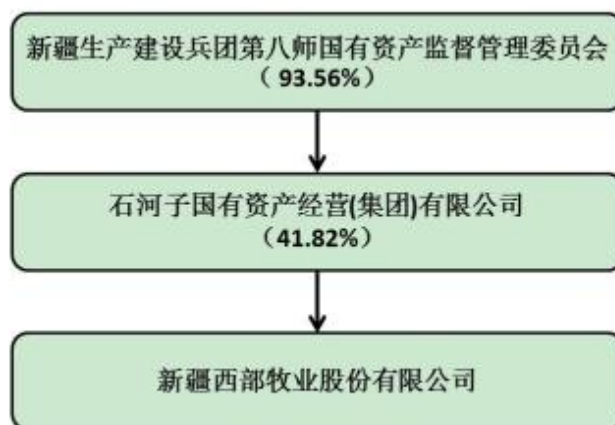 新疆生产建设兵团第八师国有资产监督管理委员会
（ 93.56%）
石河子国有资产经营(集团)有限公司
（41.82%）
新疆西部牧业股份有限公司